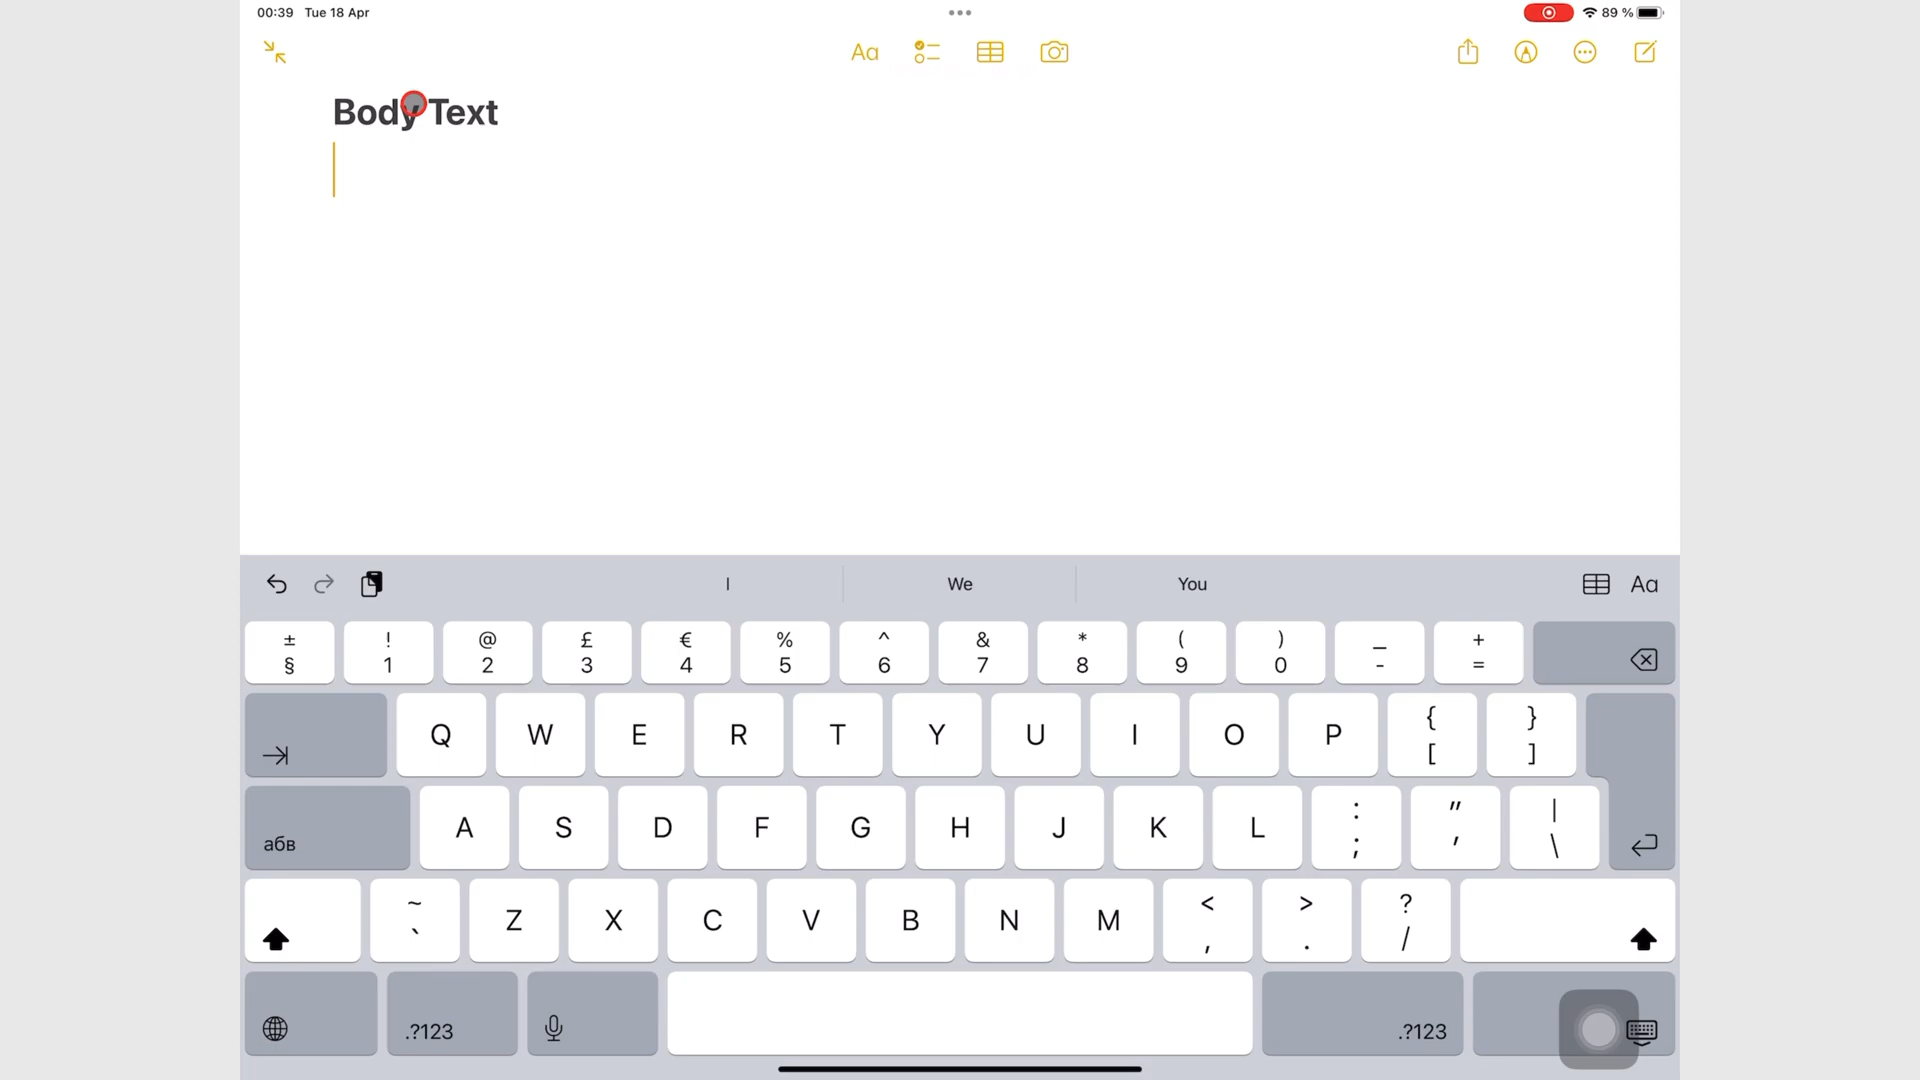 00:39 Tue 18 Apr
89 %
Aa
Body Text
I We You Aa
± ! @ £ € % ^ & * ( ) _ +
§ 1 2 3 4 5 6 7 8 9 0 - =
Q W E R T Y U I O P { }
[ ]
A S D F G H J K L : " |
абв ; ' \
~ Z X C V B N M < > ?
` , . /
.?123 .?123